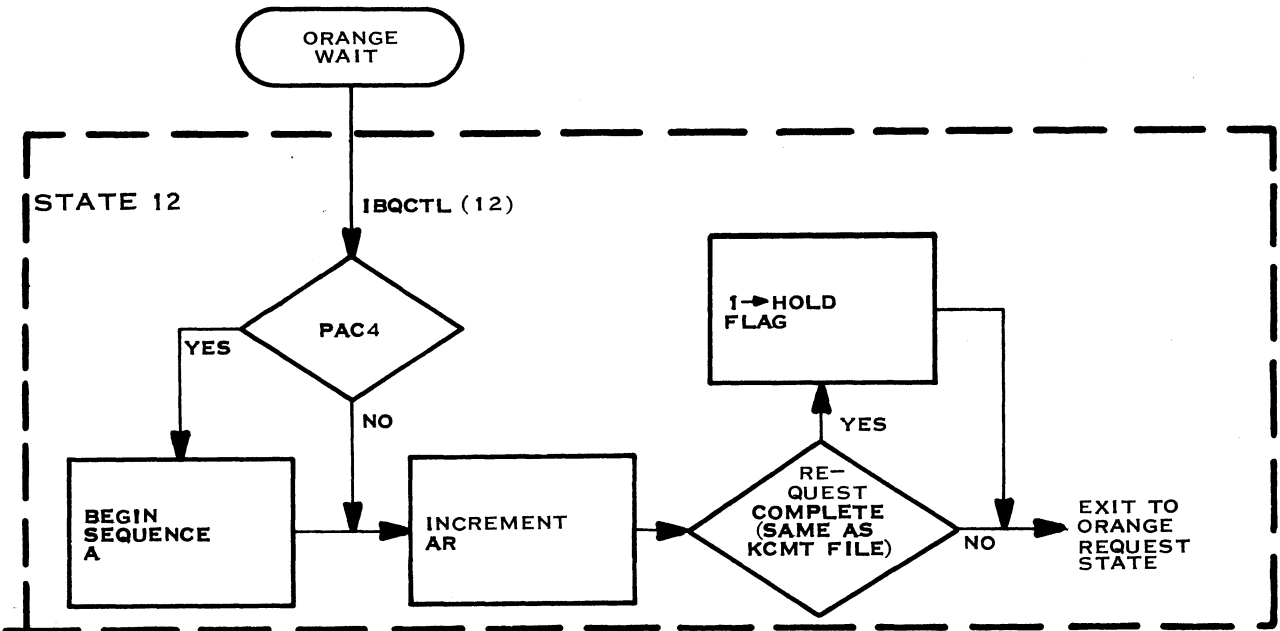 ORANGE
WAIT
STATE 12
IBQCTL (12)
PAC4
YES
NO
BEGIN
SEQUENCE
A
INCREMENT
AR
1→HOLD
FLAG
YES
RE-
QUEST
COMPLETE
(SAME AS
KCMT FILE)
NO
EXIT TO
ORANGE
REQUEST
STATE